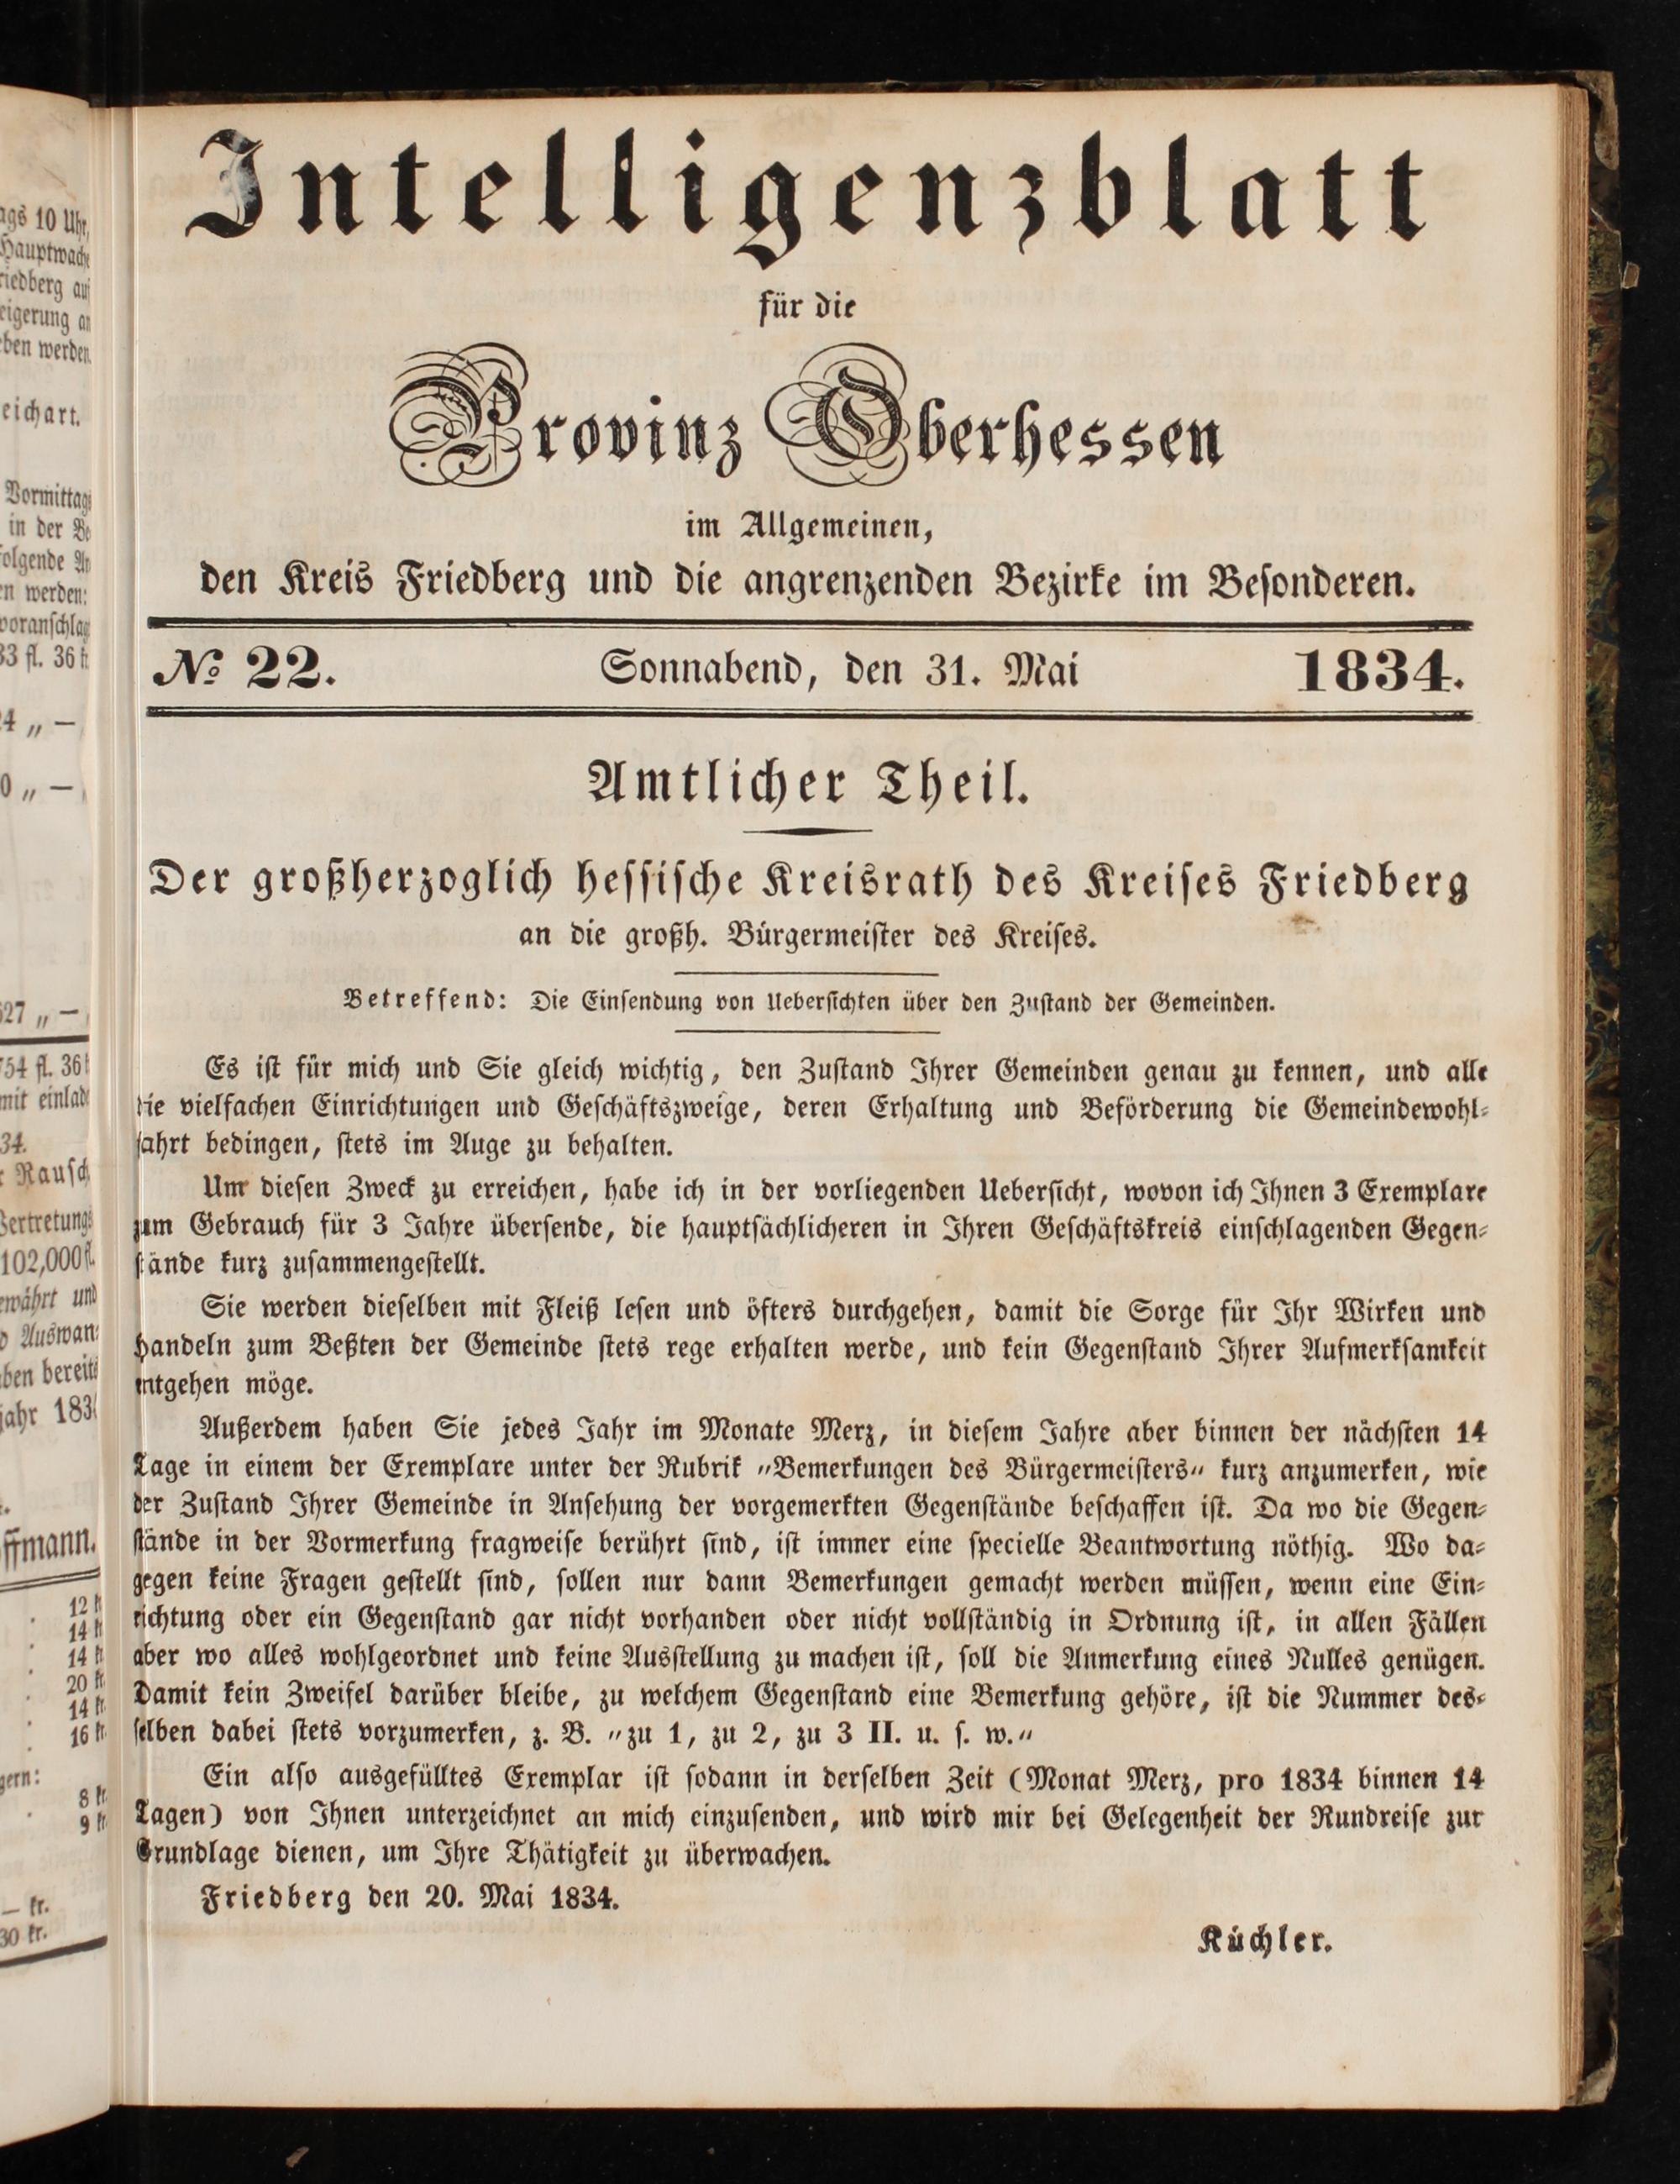 Intelligenzblatt
für die
Provinz Oberhessen
im Allgemeinen,
den Kreis Friedberg und die angrenzenden Bezirke im Besonderen.
№ 22. Sonnabend, den 31. Mai 1834.
Amtlicher Theil.
Der großherzoglich hessische Kreisrath des Kreises Friedberg
an die großh. Bürgermeister des Kreises.
Betreffend: Die Einsendung von Uebersichten über den Zustand der Gemeinden.
Es ist für mich und Sie gleich wichtig, den Zustand Ihrer Gemeinden genau zu kennen, und alle
die vielfachen Einrichtungen und Geschäftszweige, deren Erhaltung und Beförderung die Gemeindewohl-
fahrt bedingen, stets im Auge zu behalten.
Um diesen Zweck zu erreichen, habe ich in der vorliegenden Uebersicht, wovon ich Ihnen 3 Exemplare
zum Gebrauch für 3 Jahre übersende, die hauptsächlicheren in Ihren Geschäftskreis einschlagenden Gegen-
stände kurz zusammengestellt.
Sie werden dieselben mit Fleiß lesen und öfters durchgehen, damit die Sorge für Ihr Wirken und
Handeln zum Beßten der Gemeinde stets rege erhalten werde, und kein Gegenstand Ihrer Aufmerksamkeit
entgehen möge.
Außerdem haben Sie jedes Jahr im Monate Merz, in diesem Jahre aber binnen der nächsten 14
Tage in einem der Exemplare unter der Rubrik „Bemerkungen des Bürgermeisters„ kurz anzumerken, wie
der Zustand Ihrer Gemeinde in Ansehung der vorgemerkten Gegenstände beschaffen ist. Da wo die Gegen-
stände in der Vormerkung fragweise berührt sind, ist immer eine specielle Beantwortung nöthig. Wo da-
gegen keine Fragen gestellt sind, sollen nur dann Bemerkungen gemacht werden müssen, wenn eine Ein-
richtung oder ein Gegenstand gar nicht vorhanden oder nicht vollständig in Ordnung ist, in allen Fällen
aber wo alles wohlgeordnet und keine Ausstellung zu machen ist, soll die Anmerkung eines Nulles genügen.
Damit kein Zweifel darüber bleibe, zu welchem Gegenstand eine Bemerkung gehöre, ist die Nummer des-
selben dabei stets vorzumerken, z. B. „zu 1, zu 2, zu 3 II. u. s. w.„
Ein also ausgefülltes Exemplar ist sodann in derselben Zeit (Monat Merz, pro 1834 binnen 14
Tagen) von Ihnen unterzeichnet an mich einzusenden, und wird mir bei Gelegenheit der Rundreise zur
Grundlage dienen, um Ihre Thätigkeit zu überwachen.
Friedberg den 20. Mai 1834.
Küchler.